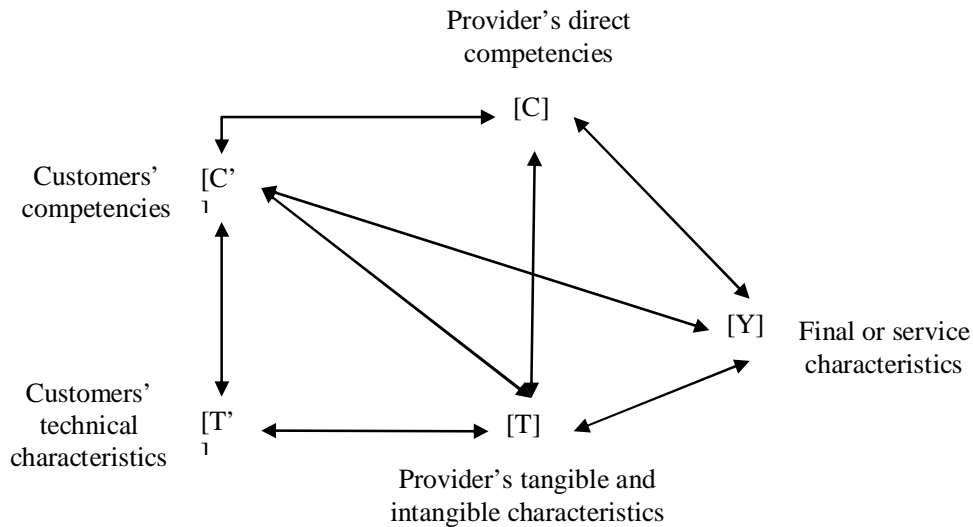 Provider’s direct
competencies
[C]
Customers’
competencies
[C’
]
[Y]
Final or service
characteristics
Customers’
technical
characteristics
[T’
]
[T]
Provider’s tangible and
intangible characteristics